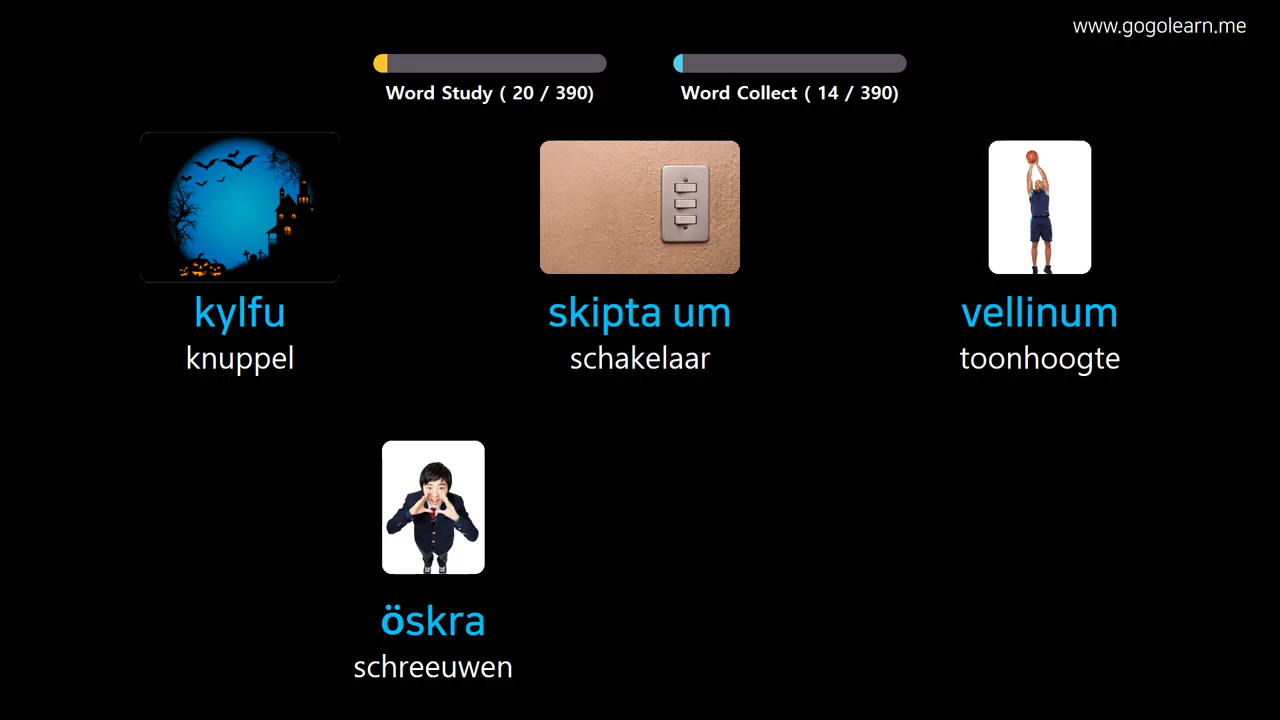 www.gogolearn.me
Word Study ( 20 / 390)
Word Collect ( 14 / 390)
kylfu
knuppel
skipta um
schakelaar
vellinum
toonhoogte
öskra
schreeuwen